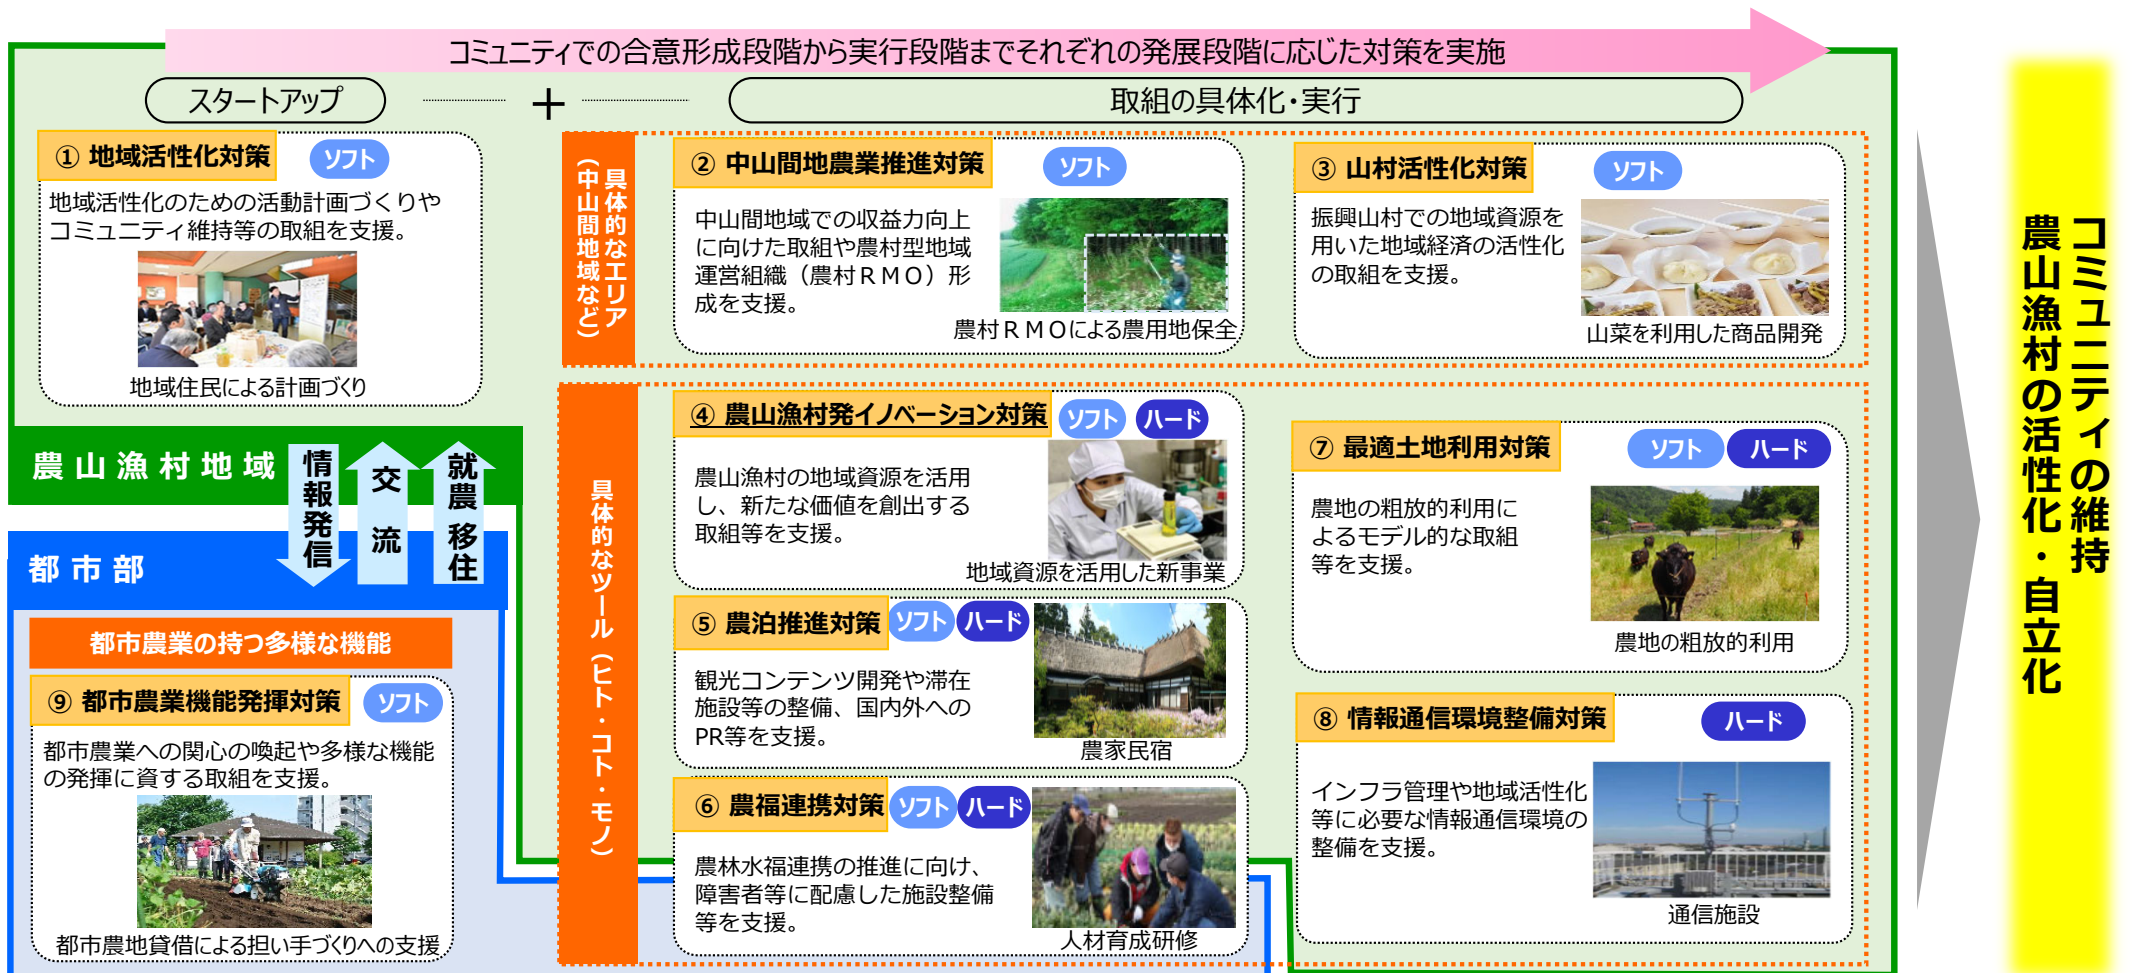 コミュニティでの合意形成段階から実行段階までそれぞれの発展段階に応じた対策を実施
スタートアップ
＋
取組の具体化・実行
① 地域活性化対策
ソフト
地域活性化のための活動計画づくりや
コミュニティ維持等の取組を支援。
地域住民による計画づくり
具体的なエリア
（中山間地域など）
② 中山間地農業推進対策
ソフト
中山間地域での収益力向上
に向けた取組や農村型地域
運営組織（農村ＲＭＯ）形
成を支援。
農村ＲＭＯによる農用地保全
③ 山村活性化対策
ソフト
振興山村での地域資源を
用いた地域経済の活性化
の取組を支援。
山菜を利用した商品開発
農山漁村地域
情報発信
交流
就農移住
都市部
都市農業の持つ多様な機能
⑨ 都市農業機能発揮対策
ソフト
都市農業への関心の喚起や多様な機能
の発揮に資する取組を支援。
都市農地貸借による担い手づくりへの支援
具体的なツール（ヒト・コト・モノ）
④ 農山漁村発イノベーション対策
ソフト
ハード
農山漁村の地域資源を活用
し、新たな価値を創出する
取組等を支援。
地域資源を活用した新事業
⑤ 農泊推進対策
ソフト
ハード
観光コンテンツ開発や滞在
施設等の整備、国内外への
PR等を支援。
農家民宿
⑥ 農福連携対策
ソフト
ハード
農林水福連携の推進に向け、
障害者等に配慮した施設整備
等を支援。
人材育成研修
⑦ 最適土地利用対策
ソフト
ハード
農地の粗放的利用に
よるモデル的な取組
等を支援。
農地の粗放的利用
⑧ 情報通信環境整備対策
ハード
インフラ管理や地域活性化
等に必要な情報通信環境の
整備を支援。
通信施設
コミュニティの維持
農山漁村の活性化・自立化